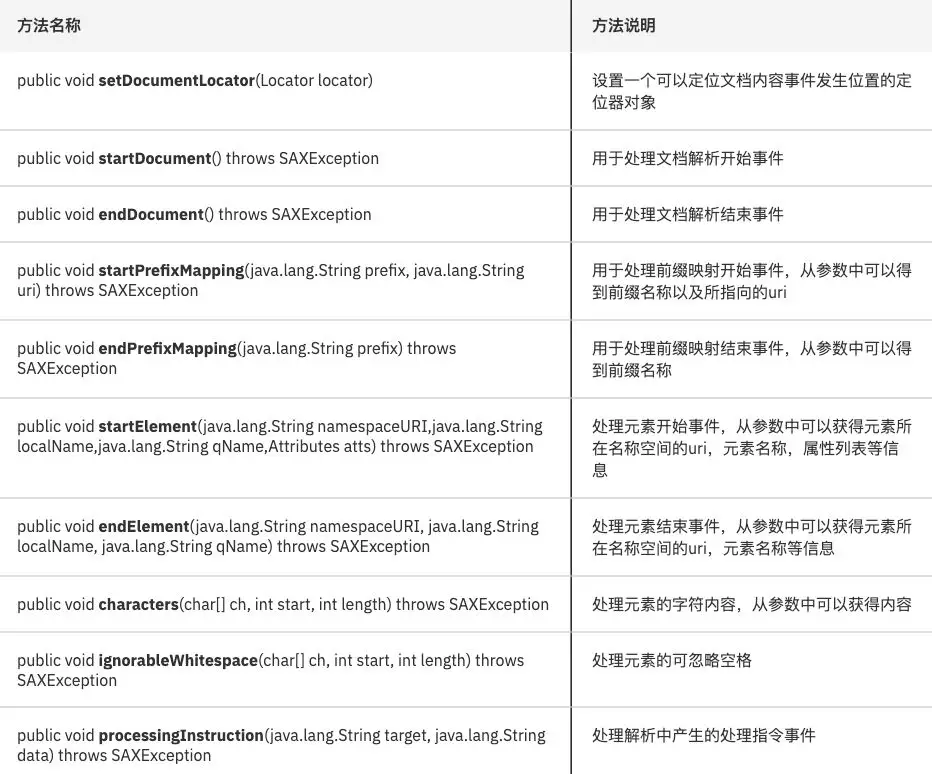 方法名称
方法说明
public void setDocumentLocator(Locator locator)
设置一个可以定位文档内容事件发生位置的定
位器对象
public void startDocument() throws SAXException
用于处理文档解析开始事件
public void endDocument() throws SAXException
用于处理文档解析结束事件
public void startPrefixMapping(java.lang.String prefix, java.lang.String
uri) throws SAXException
用于处理前缀映射开始事件，从参数中可以得
到前缀名称以及所指向的uri
public void endPrefixMapping(java.lang.String prefix) throws
SAXException
用于处理前缀映射结束事件，从参数中可以得
到前缀名称
public void startElement(java.lang.String namespaceURI,java.lang.String
localName,java.lang.String qName,Attributes atts) throws SAXException
处理元素开始事件，从参数中可以获得元素所
在名称空间的uri，元素名称，属性列表等信
息
public void endElement(java.lang.String namespaceURI, java.lang.String
localName, java.lang.String qName) throws SAXException
处理元素结束事件，从参数中可以获得元素所
在名称空间的uri，元素名称等信息
public void characters(char[] ch, int start, int length) throws SAXException
处理元素的字符内容，从参数中可以获得内容
public void ignorableWhitespace(char[] ch, int start, int length) throws
SAXException
处理元素的可忽略空格
public void processingInstruction(java.lang.String target, java.lang.String
data) throws SAXException
处理解析中产生的处理指令事件